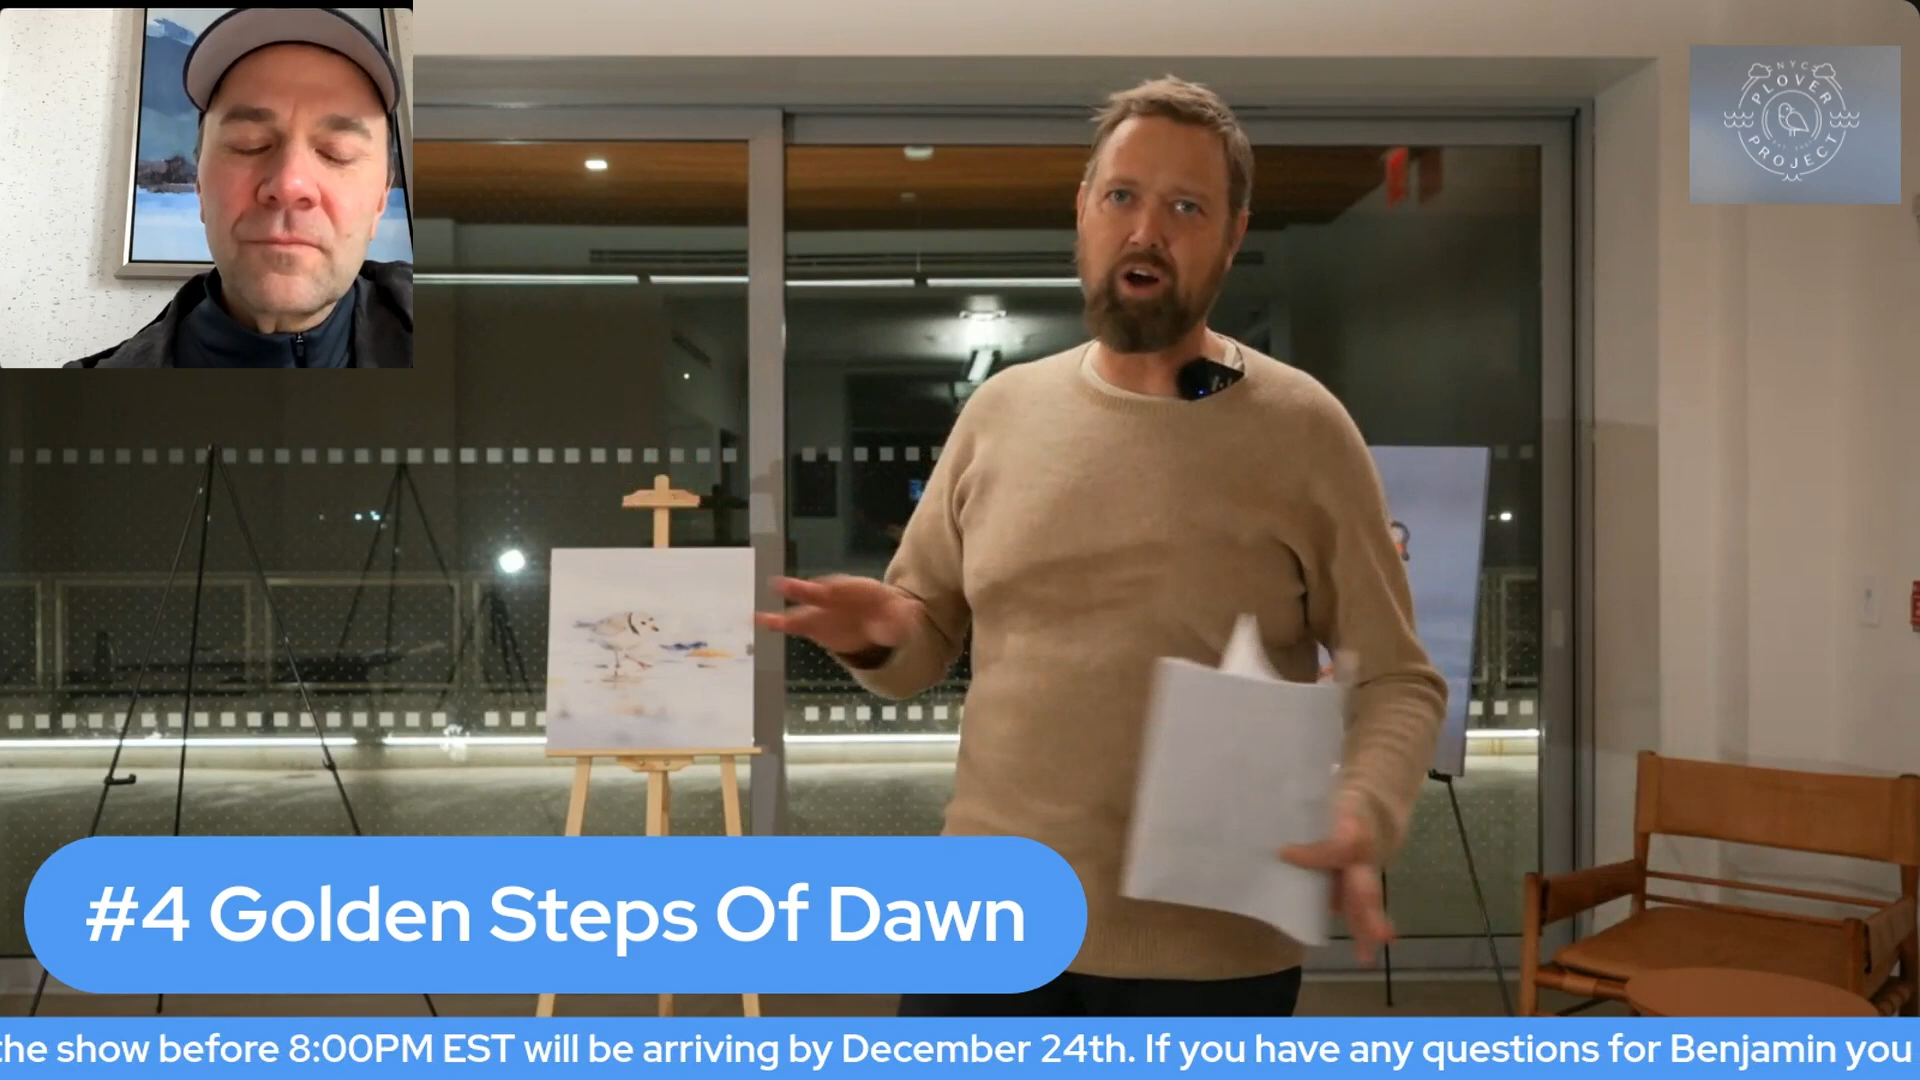 NYC
PLOVER
PROJECT
#4 Golden Steps Of Dawn
the show before 8:00PM EST will be arriving by December 24th. If you have any questions for Benjamin you